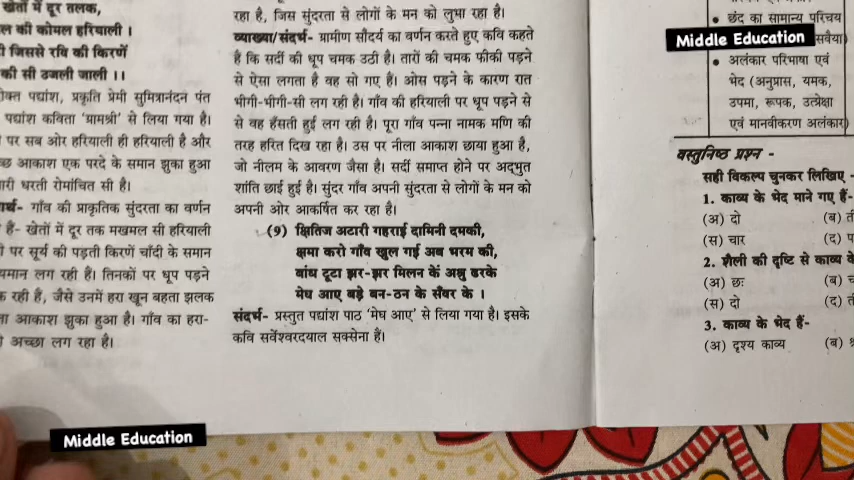 खेतों में दूर तलक,
की कोमल हरियाली ।
जिससे रवि की किरणें
की सी उजली जाली ।।
पद्यांश, प्रकृति प्रेमी सुमित्रानंदन पंत
पद्यांश कविता 'ग्रामश्री' से लिया गया है।
पर सब ओर हरियाली ही हरियाली है और
आकाश एक परदे के समान झुका हुआ
धरती रोमांचित सी है।
गाँव की प्राकृतिक सुंदरता का वर्णन
हैं- खेतों में दूर तक मखमल सी हरियाली
पर सूर्य की पड़ती किरणें चाँदी के समान
लग रही हैं। तिनकों पर धूप पड़ने
रही हैं, जैसे उनमें हरा खून बहता झलक
आकाश झुका हुआ है। गाँव का हरा-
अच्छा लग रहा है।
रहा है, जिस सुंदरता से लोगों के मन को लुभा रहा है।
व्याख्या/संदर्भ- ग्रामीण सौंदर्य का वर्णन करते हुए कवि कहते
हैं कि सर्दी की धूप चमक उठी है। तारों की चमक फीकी पड़ने
से ऐसा लगता है वह सो गए हैं। ओस पड़ने के कारण रात
भीगी-भीगी-सी लग रही है। गाँव की हरियाली पर धूप पड़ने से
से वह हँसती हुई लग रही है। पूरा गाँव पन्ना नामक मणि की
तरह हरित दिख रहा है। उस पर नीला आकाश छाया हुआ है,
जो नीलम के आवरण जैसा है। सर्दी समाप्त होने पर अद्भुत
शांति छाई हुई है। सुंदर गाँव अपनी सुंदरता से लोगों के मन को
अपनी ओर आकर्षित कर रहा है।
(9) क्षितिज अटारी गहराई दामिनी दमकी,
क्षमा करो गाँठ खुल गई अब भरम की,
बांध टूटा झर-झर मिलन के अश्रु ढरके
मेघ आए बड़े बन-ठन के सँवर के ।
संदर्भ- प्रस्तुत पद्यांश पाठ 'मेघ आए' से लिया गया है। इसके
कवि सर्वेश्वरदयाल सक्सेना हैं।
• छंद का सामान्य परिचय
सवैया)
• अलंकार परिभाषा एवं
भेद (अनुप्रास, यमक,
उपमा, रूपक, उत्प्रेक्षा
एवं मानवीकरण अलंकार)
वस्तुनिष्ठ प्रश्न -
सही विकल्प चुनकर लिखिए -
1. काव्य के भेद माने गए हैं-
(अ) दो (ब)
(स) चार (द)
2. शैली की दृष्टि से काव्य के
(अ) छः (ब)
(स) दो (द)
3. काव्य के भेद हैं-
(अ) दृश्य काव्य (ब)
Middle Education
Middle Education